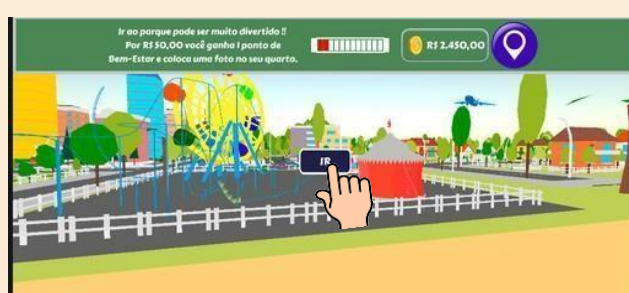 Ir ao parque pode ser muito divertido !!
Por R$ 50,00 você ganha 1 ponto de
Bem-Estar e coloca uma foto no seu quarto.
R$ 2.450,00
IR